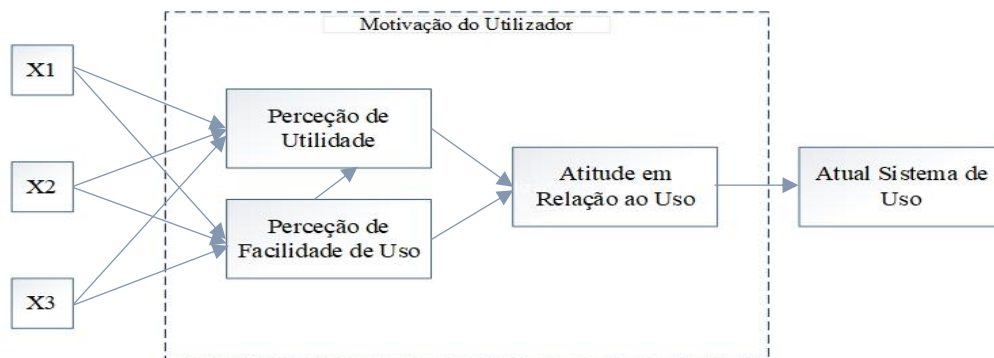 Motivação do Utilizador
X1
Perceção de
Utilidade
X2
Atitude em
Relação ao Uso
Atual Sistema de
Uso
Perceção de
Facilidade de Uso
X3